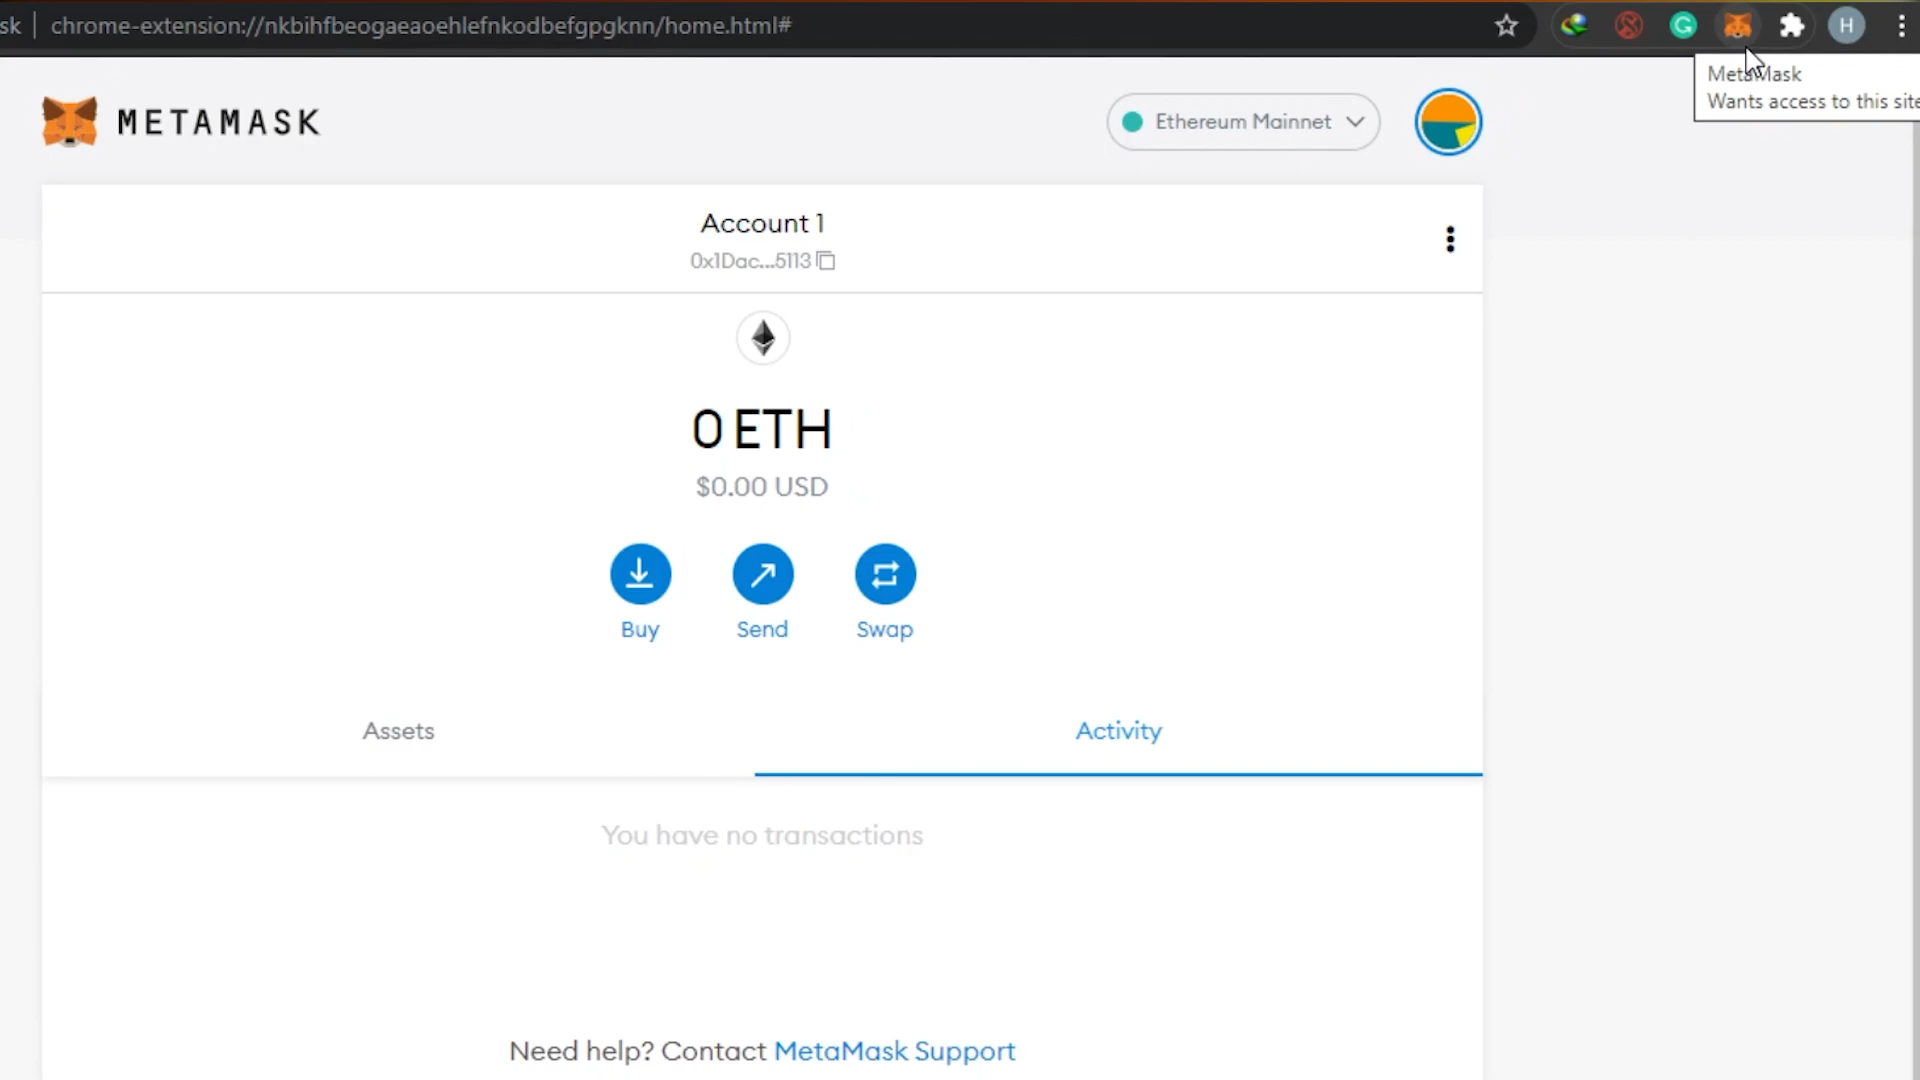 sk chrome-extension://nkbihfbeogaeaoehlefnkodbefgpgknn/home.html#
H
MetaMask
Wants access to this site
METAMASK
Ethereum Mainnet
Account 1
0x1Dac...5113
0 ETH
$0.00 USD
Buy Send Swap
Assets Activity
You have no transactions
Need help? Contact MetaMask Support